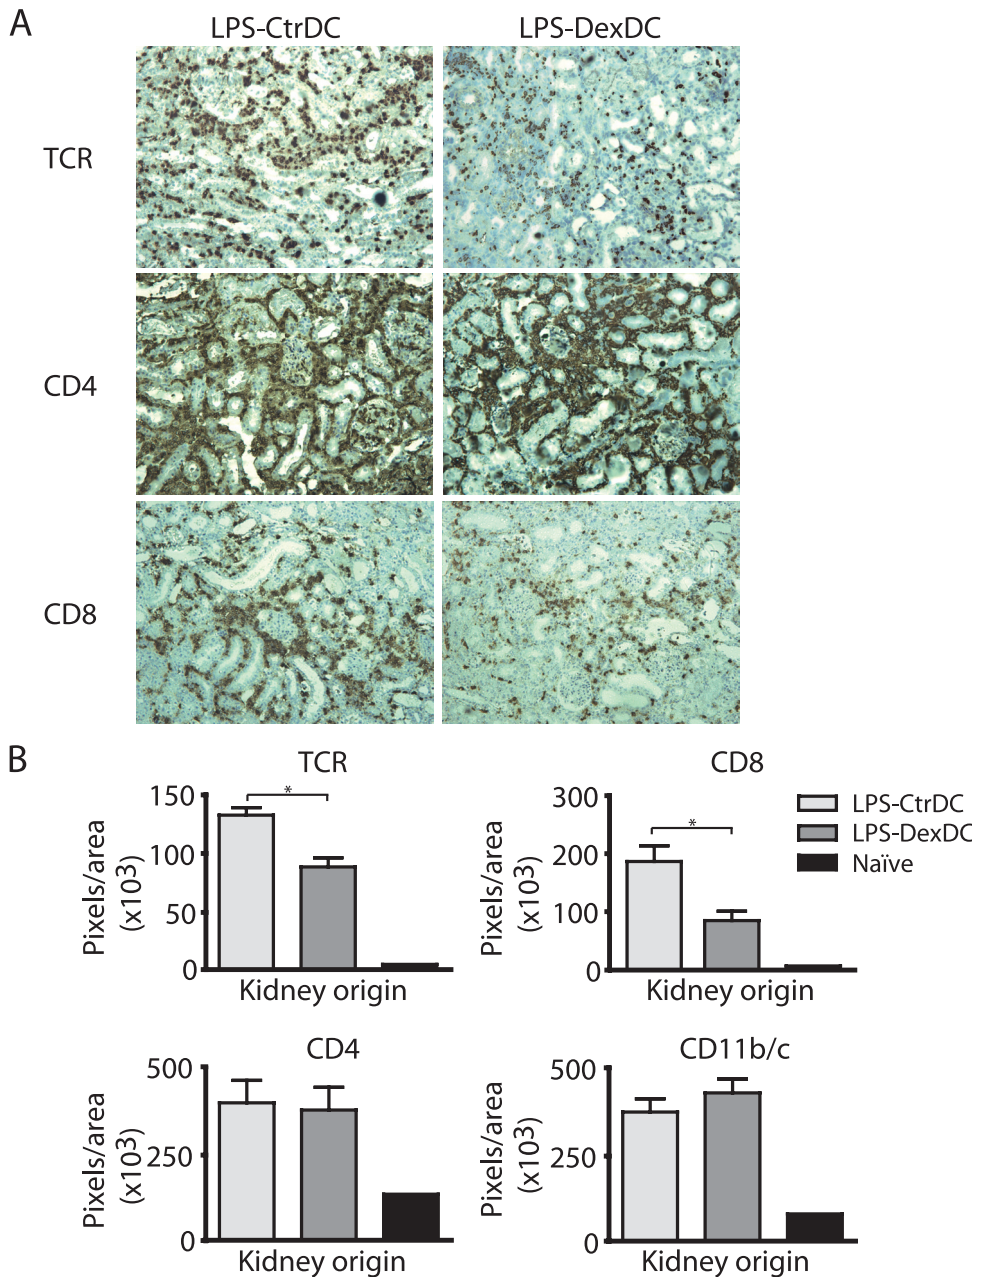 A
LPS-CtrDC
LPS-DexDC
TCR
CD4
CD8
B
TCR
150
100
50
0
Pixels/area
(x10³)
*
Kidney origin
CD8
300
200
100
0
Pixels/area
(x10³)
*
Kidney origin
LPS-CtrDC
LPS-DexDC
Naïve
CD4
500
250
0
Pixels/area
(x10³)
Kidney origin
CD11b/c
500
250
0
Pixels/area
(x10³)
Kidney origin